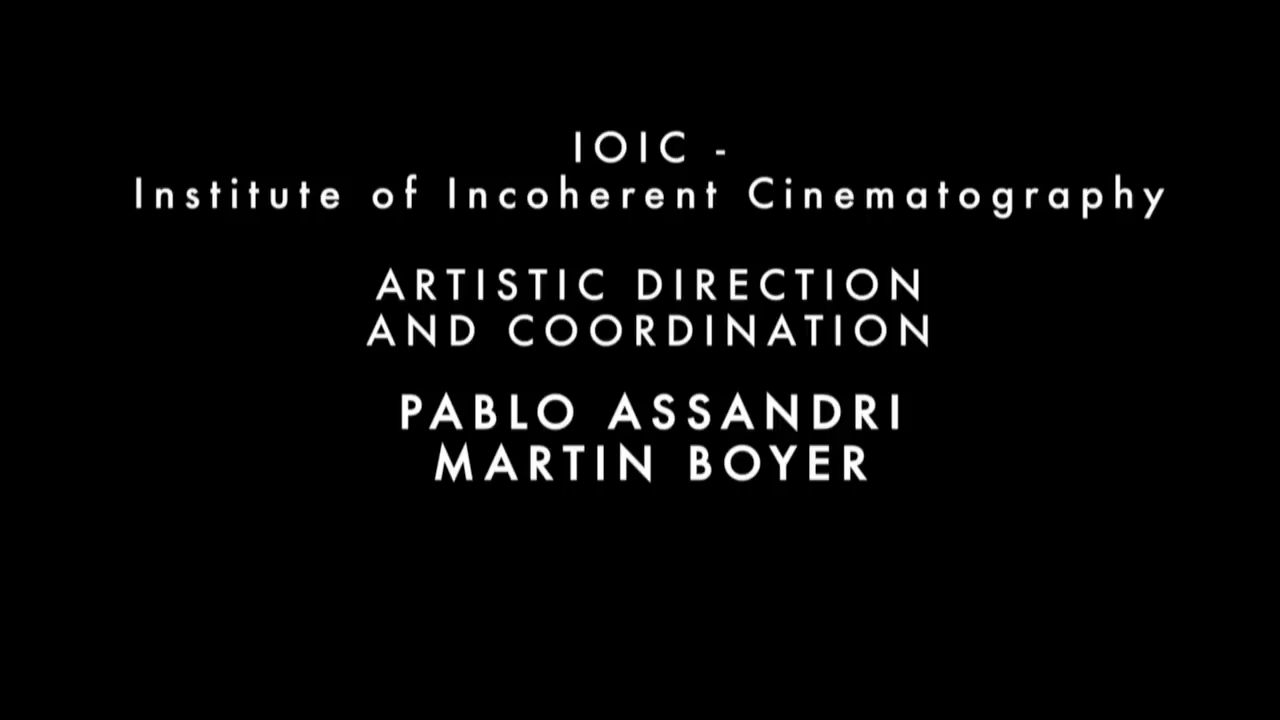 IOIC -
Institute of Incoherent Cinematography
ARTISTIC DIRECTION
AND COORDINATION
PABLO ASSANDRI
MARTIN BOYER